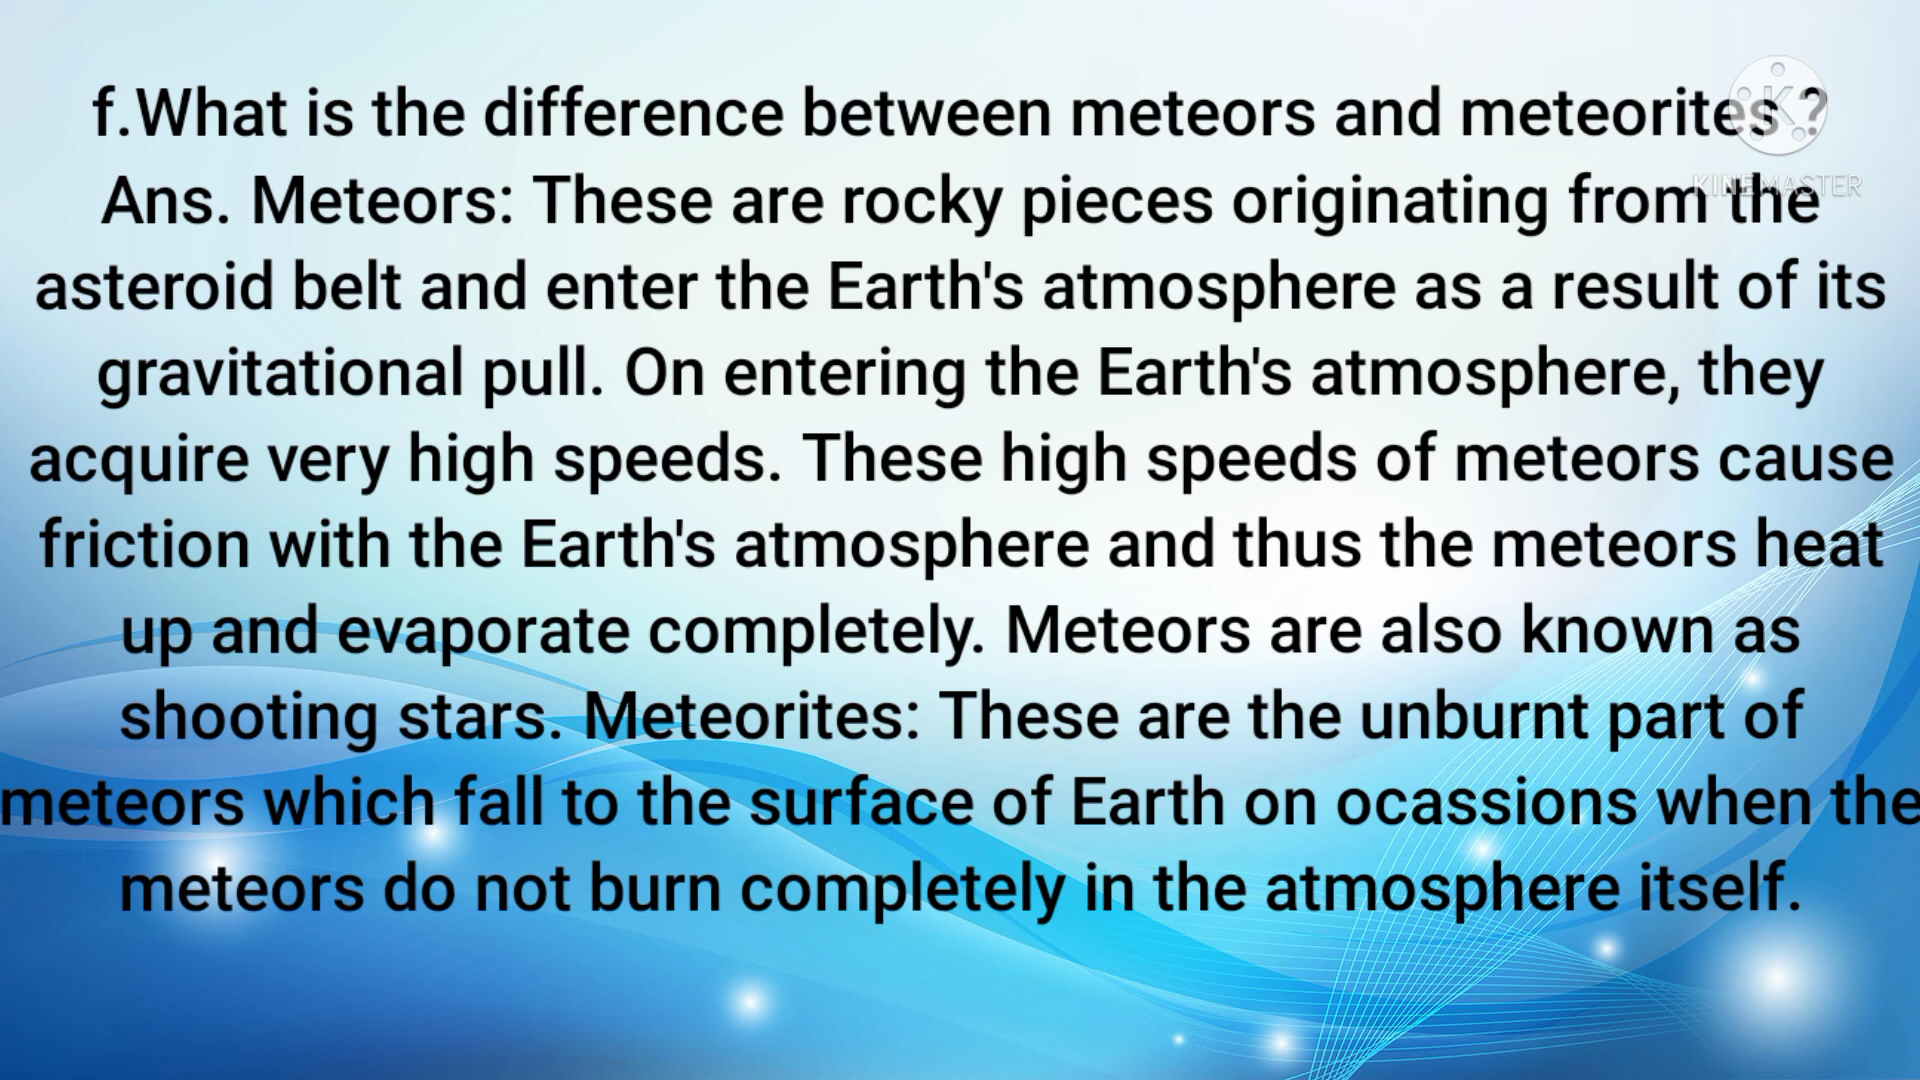 f.What is the difference between meteors and meteorites ?
KINEMASTER
Ans. Meteors: These are rocky pieces originating from the
asteroid belt and enter the Earth's atmosphere as a result of its
gravitational pull. On entering the Earth's atmosphere, they
acquire very high speeds. These high speeds of meteors cause
friction with the Earth's atmosphere and thus the meteors heat
up and evaporate completely. Meteors are also known as
shooting stars. Meteorites: These are the unburnt part of
meteors which fall to the surface of Earth on ocassions when the
meteors do not burn completely in the atmosphere itself.